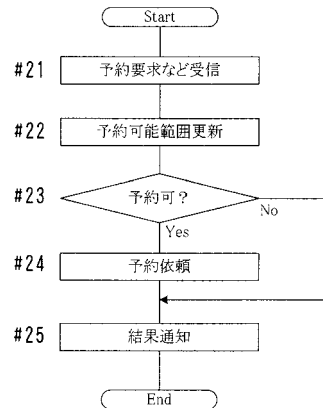 Start
#21 予約要求など受信
#22 予約可能範囲更新
#23 予約可?
No
Yes
#24 予約依頼
#25 結果通知
End